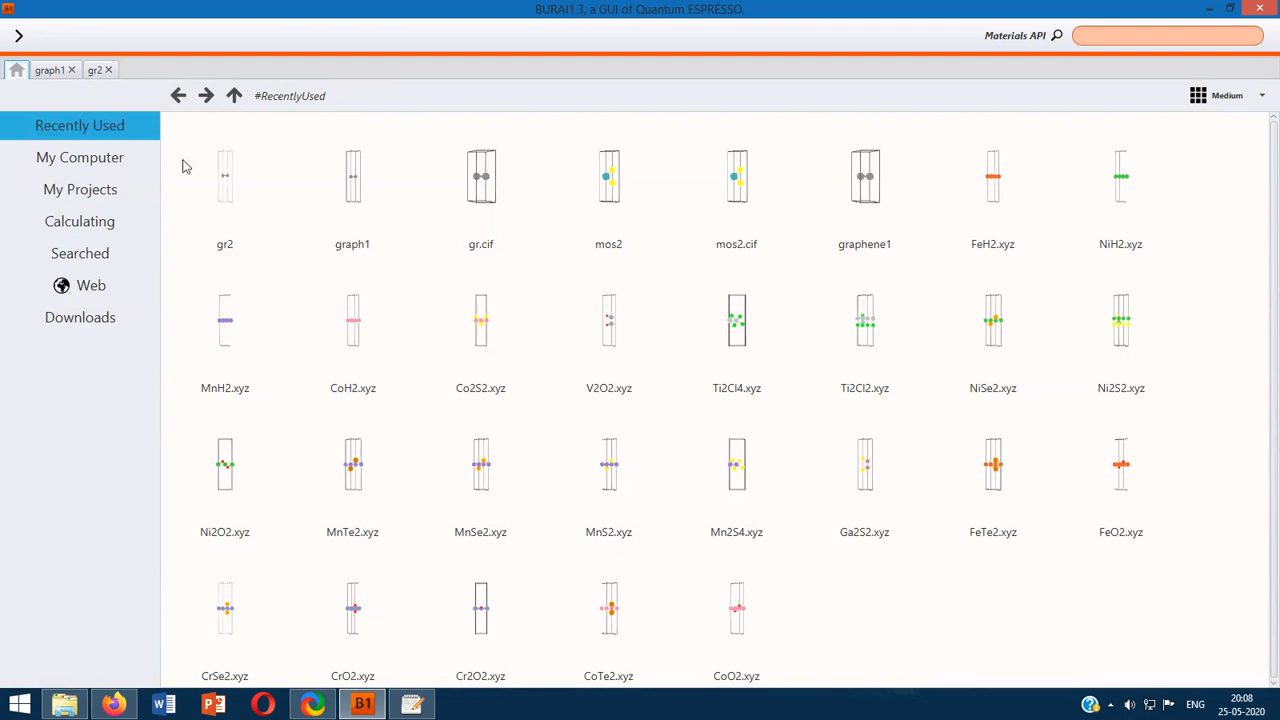 BURAI1.3, a GUI of Quantum ESPRESSO.
Materials API
graph1
gr2
#RecentlyUsed
Medium
Recently Used
My Computer
My Projects
Calculating
Searched
Web
Downloads
gr2 graph1 gr.cif mos2 mos2.cif graphene1 FeH2.xyz NiH2.xyz
MnH2.xyz CoH2.xyz Co2S2.xyz V2O2.xyz Ti2Cl4.xyz Ti2Cl2.xyz NiSe2.xyz Ni2S2.xyz
Ni2O2.xyz MnTe2.xyz MnSe2.xyz MnS2.xyz Mn2S4.xyz Ga2S2.xyz FeTe2.xyz FeO2.xyz
CrSe2.xyz CrO2.xyz Cr2O2.xyz CoTe2.xyz CoO2.xyz
B1
ENG
20:08
25-05-2020